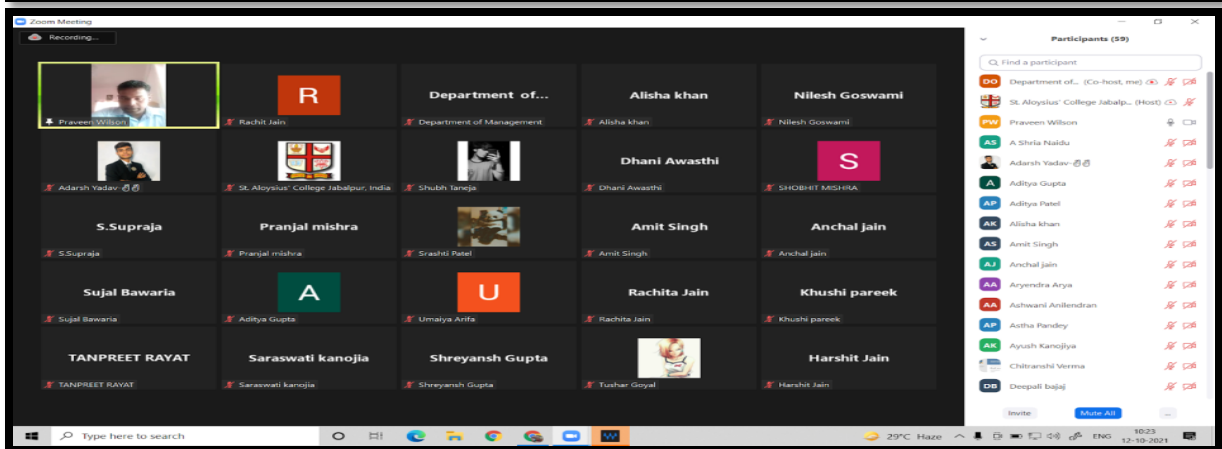 Zoom Meeting
Recording...
Praveen Wilson
R
Rachit Jain
Department of...
Department of Management
Alisha khan
Alisha khan
Nilesh Goswami
Nilesh Goswami
Adarsh Yadav-
St. Aloysius' College Jabalpur, India
Shubh Taneja
Dhani Awasthi
Dhani Awasthi
S
SHOBHIT MISHRA
S.Supraja
S.Supraja
Pranjal mishra
Pranjal mishra
Srashti Patel
Amit Singh
Amit Singh
Anchal jain
Anchal jain
Sujal Bawaria
Sujal Bawaria
A
Aditya Gupta
U
Umaiya Arifa
Rachita Jain
Rachita Jain
Khushi pareek
Khushi pareek
TANPREET RAYAT
TANPREET RAYAT
Saraswati kanojia
Saraswati kanojia
Shreyansh Gupta
Shreyansh Gupta
Tushar Goyal
Harshit Jain
Harshit Jain
Participants (59)
Find a participant
DO Department of... (Co-host, me)
St. Aloysius' College Jabalp... (Host)
PW Praveen Wilson
AS A Shria Naidu
Adarsh Yadav-
A Aditya Gupta
AP Aditya Patel
AK Alisha khan
AS Amit Singh
AJ Anchal jain
AA Aryendra Arya
AA Ashwani Anilendran
AP Astha Pandey
AK Ayush Kanojiya
Chitranshi Verma
DB Deepali bajaj
Invite
Mute All
...
Type here to search
29°C Haze
ENG
10:23
12-10-2021